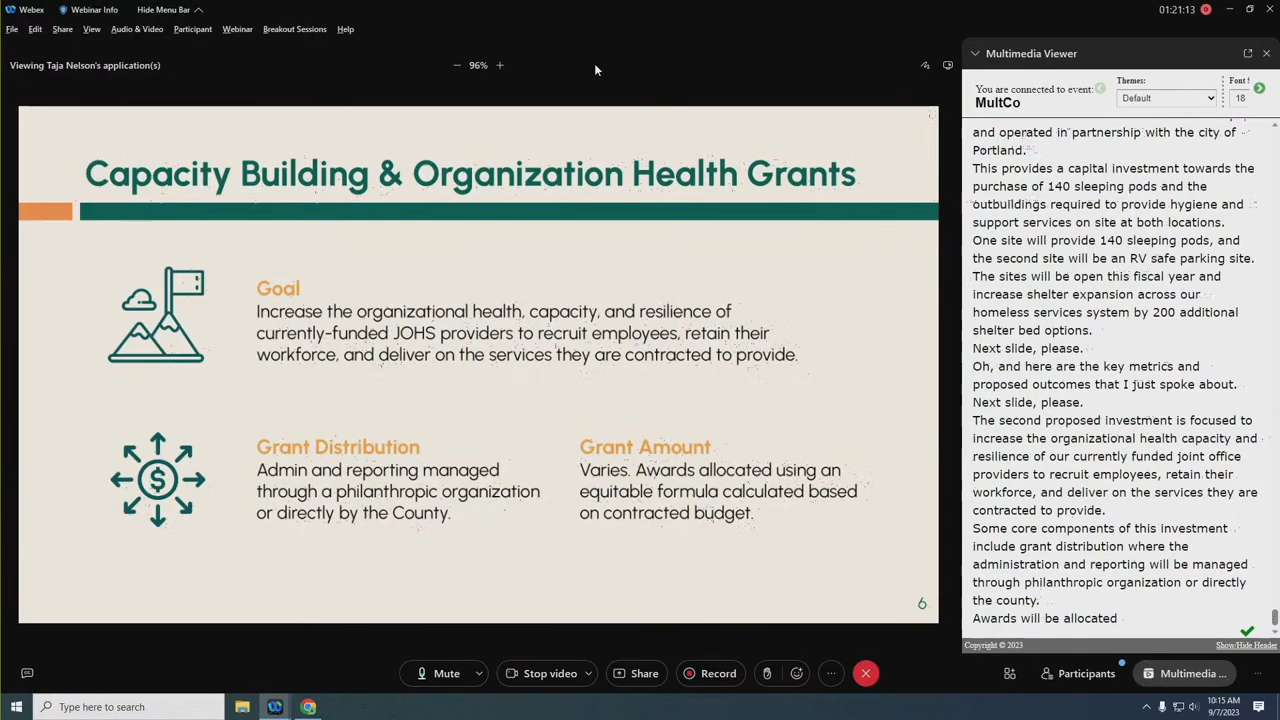 Webex
Webinar Info
Hide Menu Bar
01:21:13
File
Edit
Share
View
Audio & Video
Participant
Webinar
Breakout Sessions
Help
Viewing Taja Nelson's application(s)
96%
Capacity Building & Organization Health Grants
Goal
Increase the organizational health, capacity, and resilience of
currently-funded JOHS providers to recruit employees, retain their
workforce, and deliver on the services they are contracted to provide.
$
Grant Distribution
Admin and reporting managed
through a philanthropic organization
or directly by the County.
Grant Amount
Varies. Awards allocated using an
equitable formula calculated based
on contracted budget.
6
Multimedia Viewer
You are connected to event:
MultCo
Themes:
Default
Font S
18
and operated in partnership with the city of
Portland.
This provides a capital investment towards the
purchase of 140 sleeping pods and the
outbuildings required to provide hygiene and
support services on site at both locations.
One site will provide 140 sleeping pods, and
the second site will be an RV safe parking site.
The sites will be open this fiscal year and
increase shelter expansion across our
homeless services system by 200 additional
shelter bed options.
Next slide, please.
Oh, and here are the key metrics and
proposed outcomes that I just spoke about.
Next slide, please.
The second proposed investment is focused to
increase the organizational health capacity and
resilience of our currently funded joint office
providers to recruit employees, retain their
workforce, and deliver on the services they are
contracted to provide.
Some core components of this investment
include grant distribution where the
administration and reporting will be managed
through philanthropic organization or directly
the county.
Awards will be allocated
Copyright © 2023
Show/Hide Header
Mute
Stop video
Share
Record
Participants
Multimedia ...
Type here to search
10:15 AM
9/7/2023